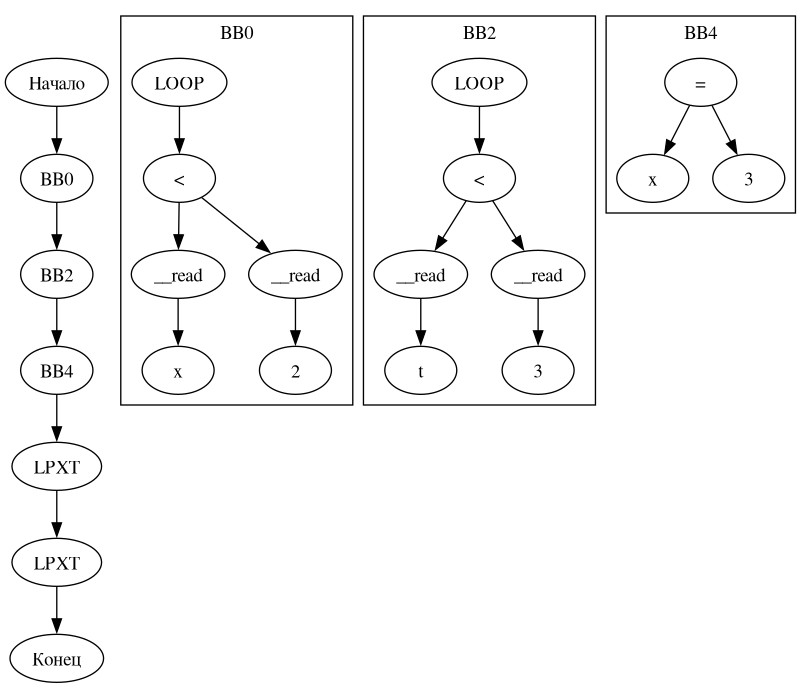 Начало
BB0
BB2
BB4
LPXT
LPXT
Конец
BB0
LOOP
<
__read
__read
x
2
BB2
LOOP
<
__read
__read
t
3
BB4
=
x
3